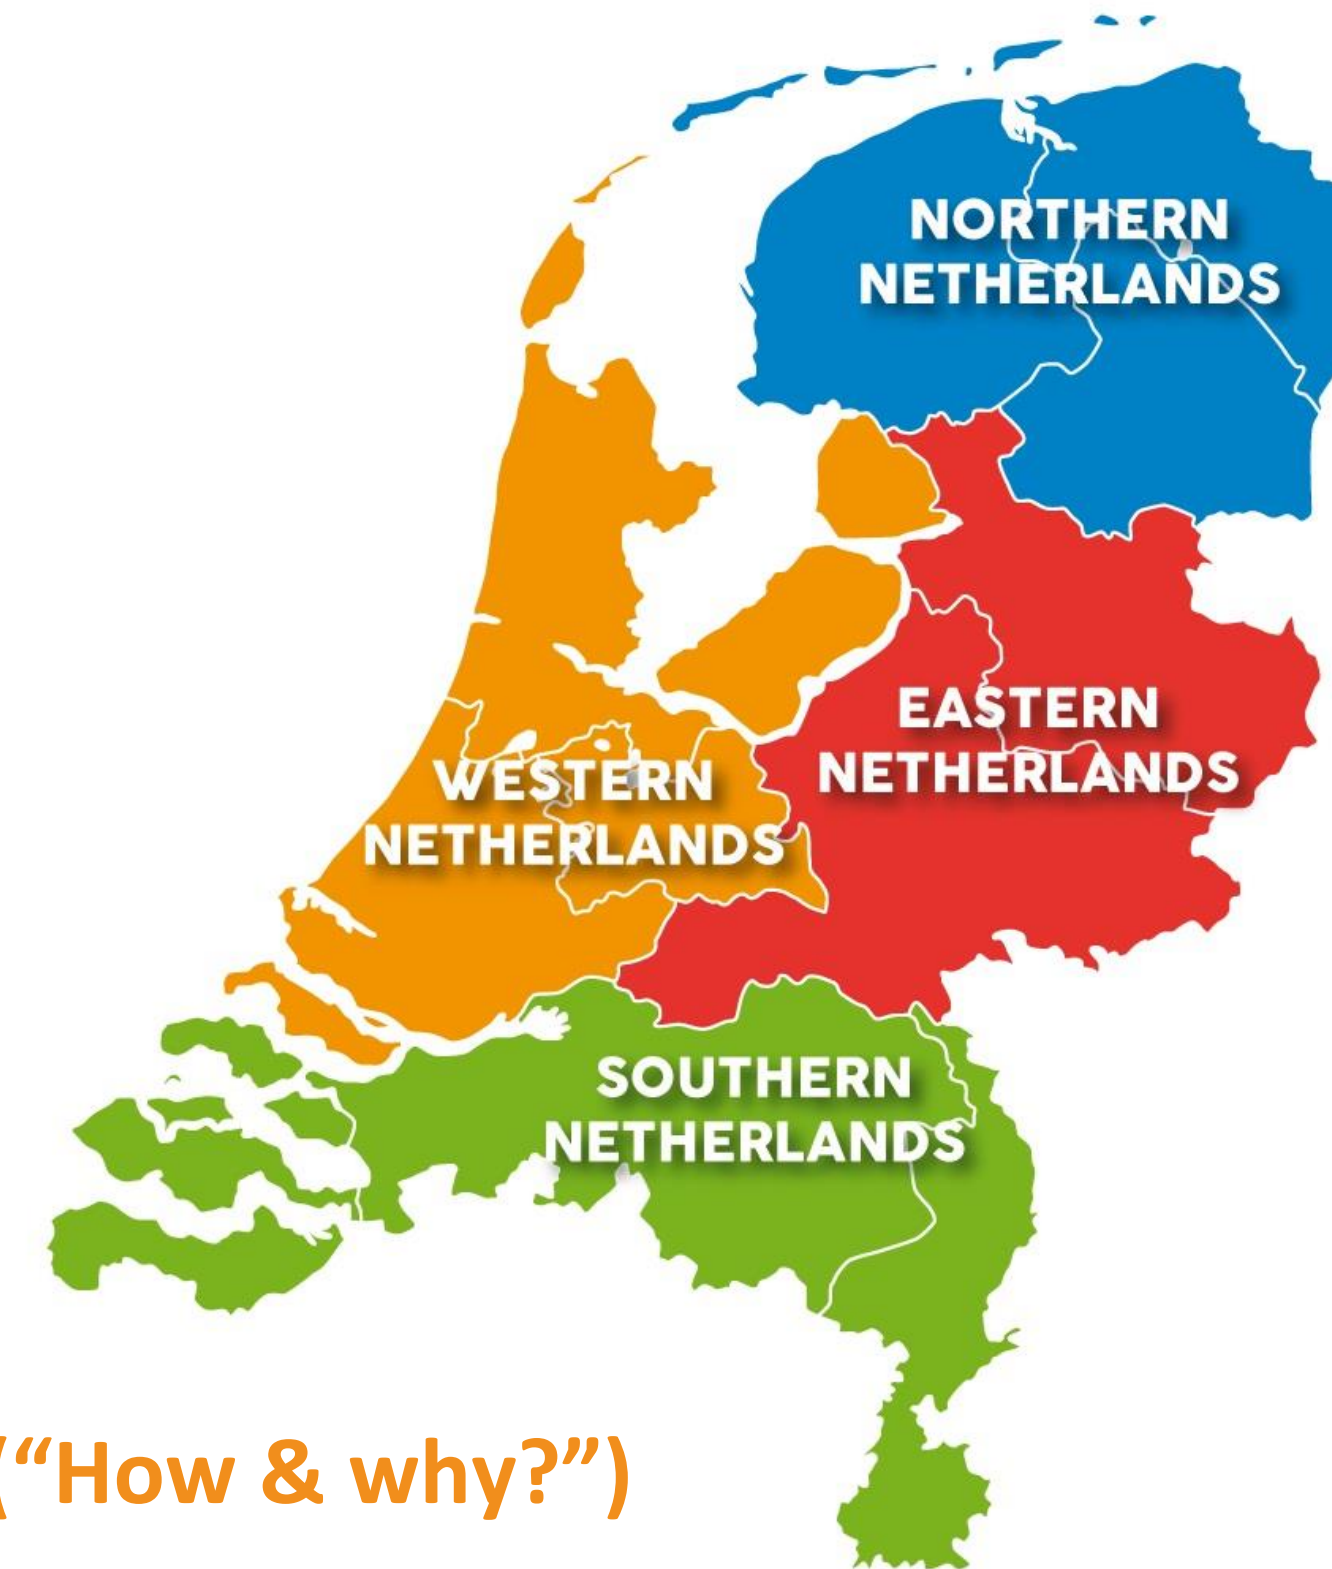 NORTHERN
NETHERLANDS
EASTERN
NETHERLANDS
WESTERN
NETHERLANDS
SOUTHERN
NETHERLANDS
(“How & why?”)